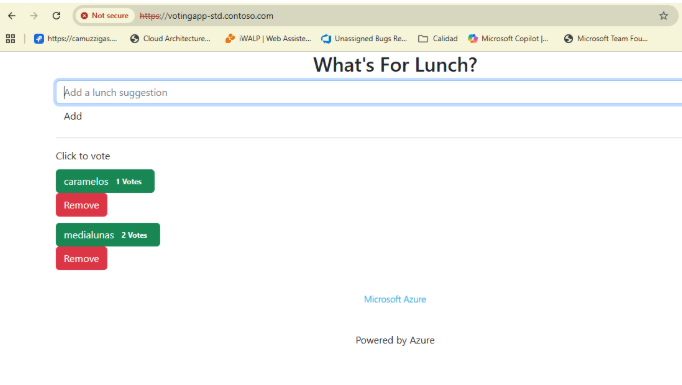 Not secure https://votingapp-std.contoso.com
https://camuzzigas.... Cloud Architecture... iWALP | Web Assiste... Unassigned Bugs Re... Calidad Microsoft Copilot |... Microsoft Team Fou...
What's For Lunch?
Add a lunch suggestion
Add
Click to vote
caramelos 1 Votes
Remove
medialunas 2 Votes
Remove
Microsoft Azure
Powered by Azure